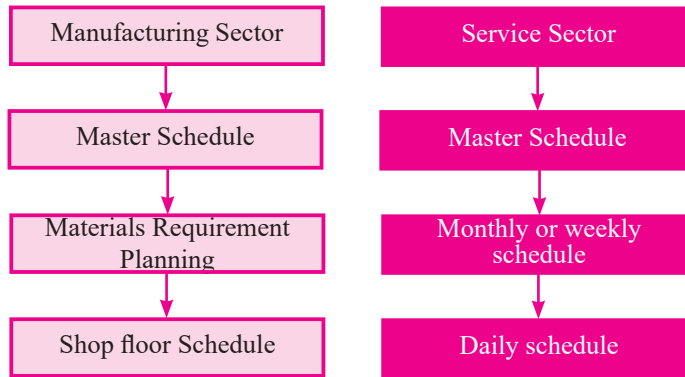 Manufacturing Sector
Master Schedule
Materials Requirement
Planning
Shop floor Schedule
Service Sector
Master Schedule
Monthly or weekly
schedule
Daily schedule